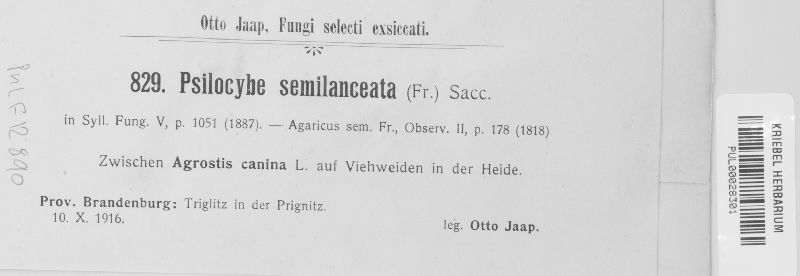 Otto Jaap, Fungi selecti exsiccati.
829. Psilocybe semilanceata (Fr.) Sacc.
in Syll. Fung. V, p. 1051 (1887). — Agaricus sem. Fr., Observ. II, p. 178 (1818)
Zwischen Agrostis canina L. auf Viehweiden in der Heide.
Prov. Brandenburg: Triglitz in der Prignitz.
10. X. 1916.
leg. Otto Jaap.
PUL F12890
KRIEBEL HERBARIUM
PUL00028301